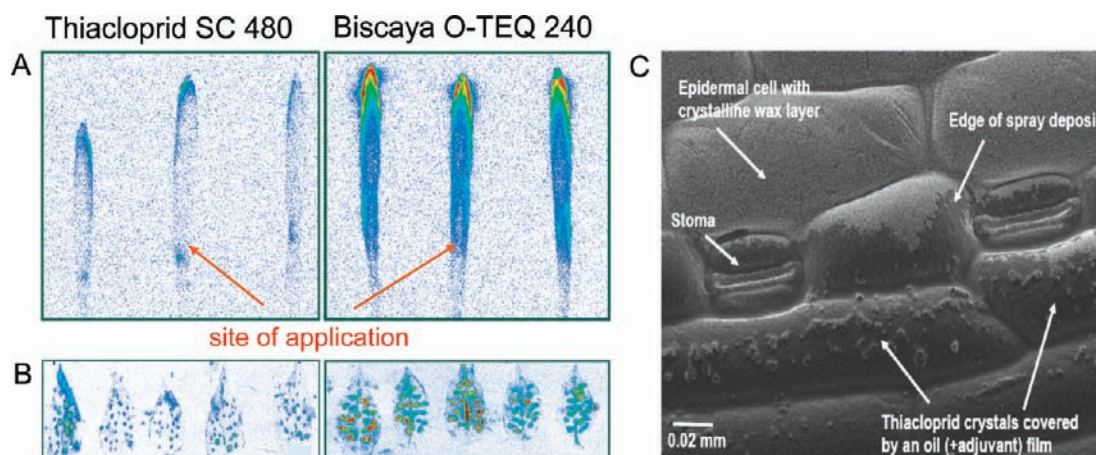 Thiacloprid SC 480
Biscaya O-TEQ 240
A
site of application
B
C
Epidermal cell with
crystalline wax layer
Edge of spray deposi
Stoma
Thiacloprid crystals covered
by an oil (+adjuvant) film
0.02 mm